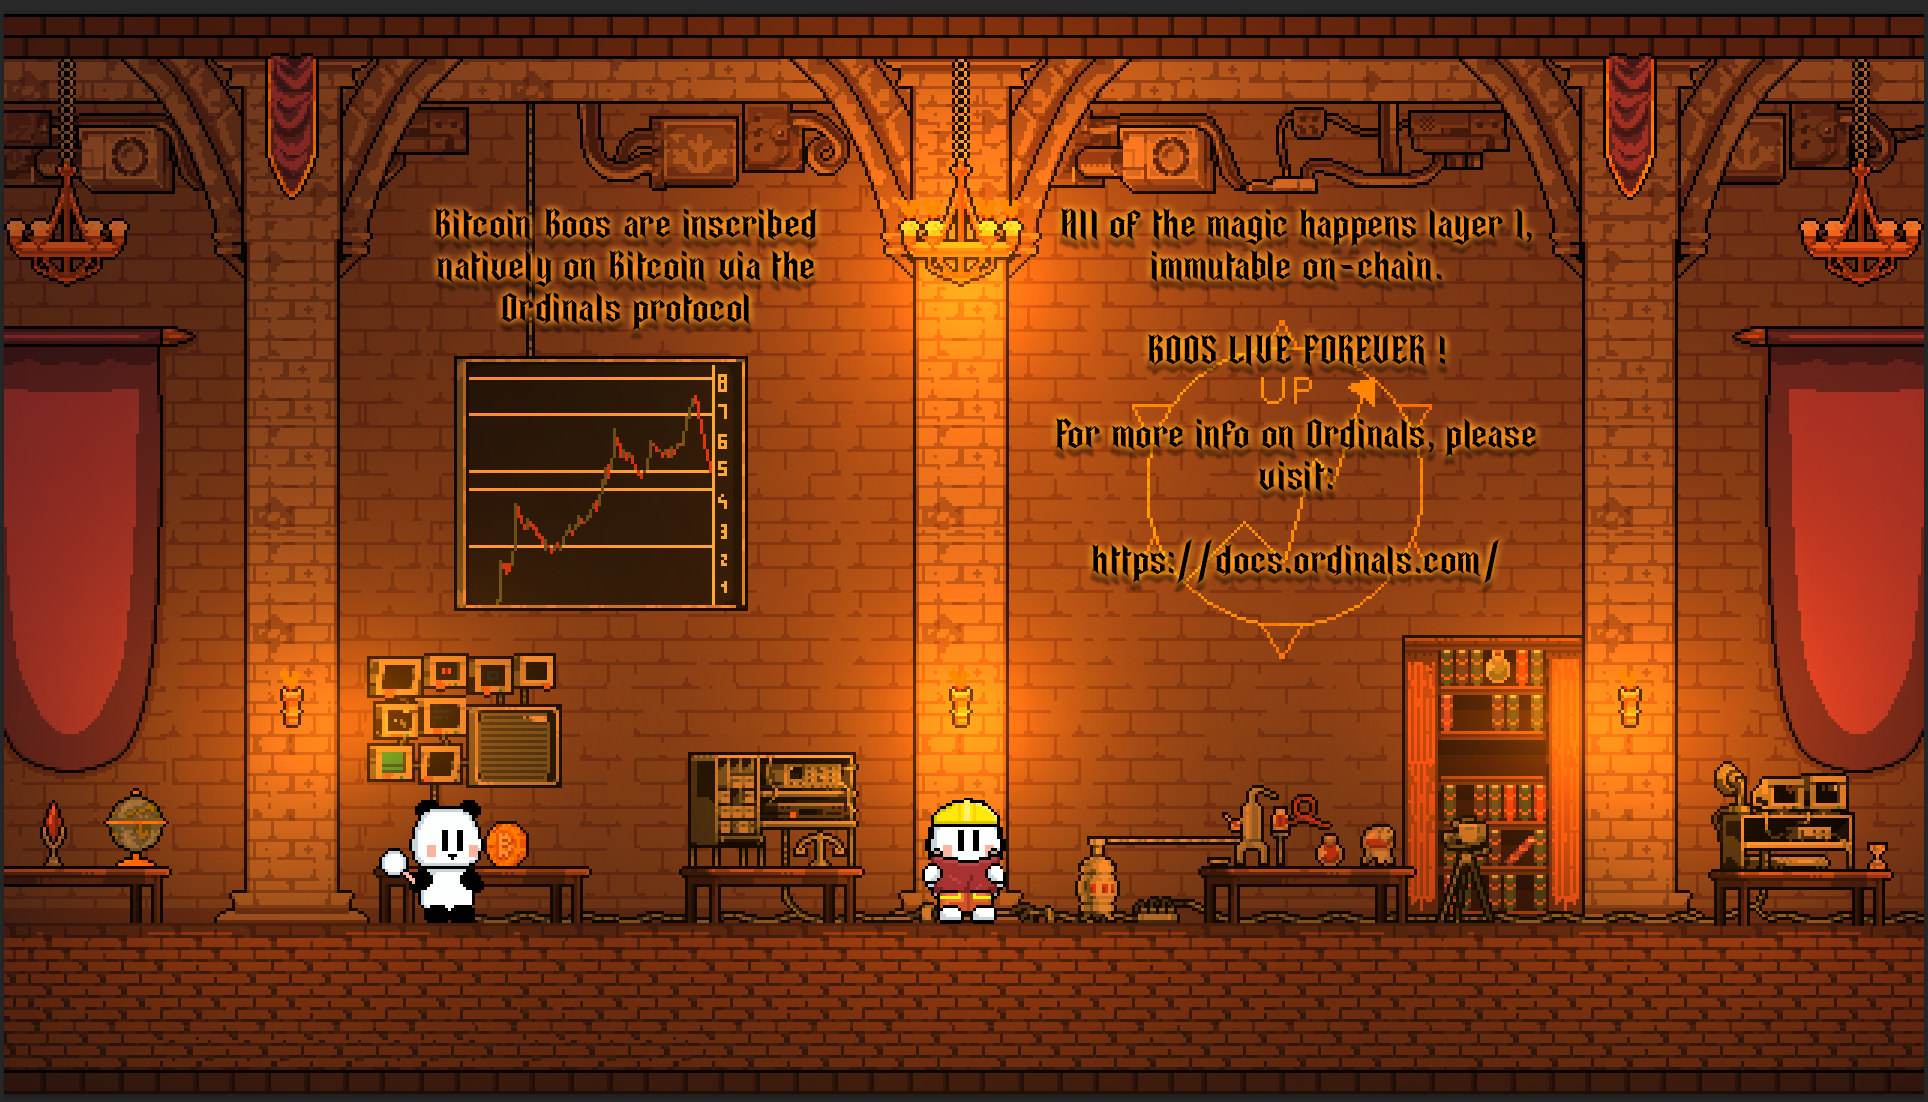 Bitcoin Boos are inscribed
natively on Bitcoin via the
Ordinals protocol
8
7
6
5
4
3
2
1
All of the magic happens layer 1,
immutable on-chain.
BOOS LIVE FOREVER !
UP
For more info on Ordinals, please
visit:
https://docs.ordinals.com/
B